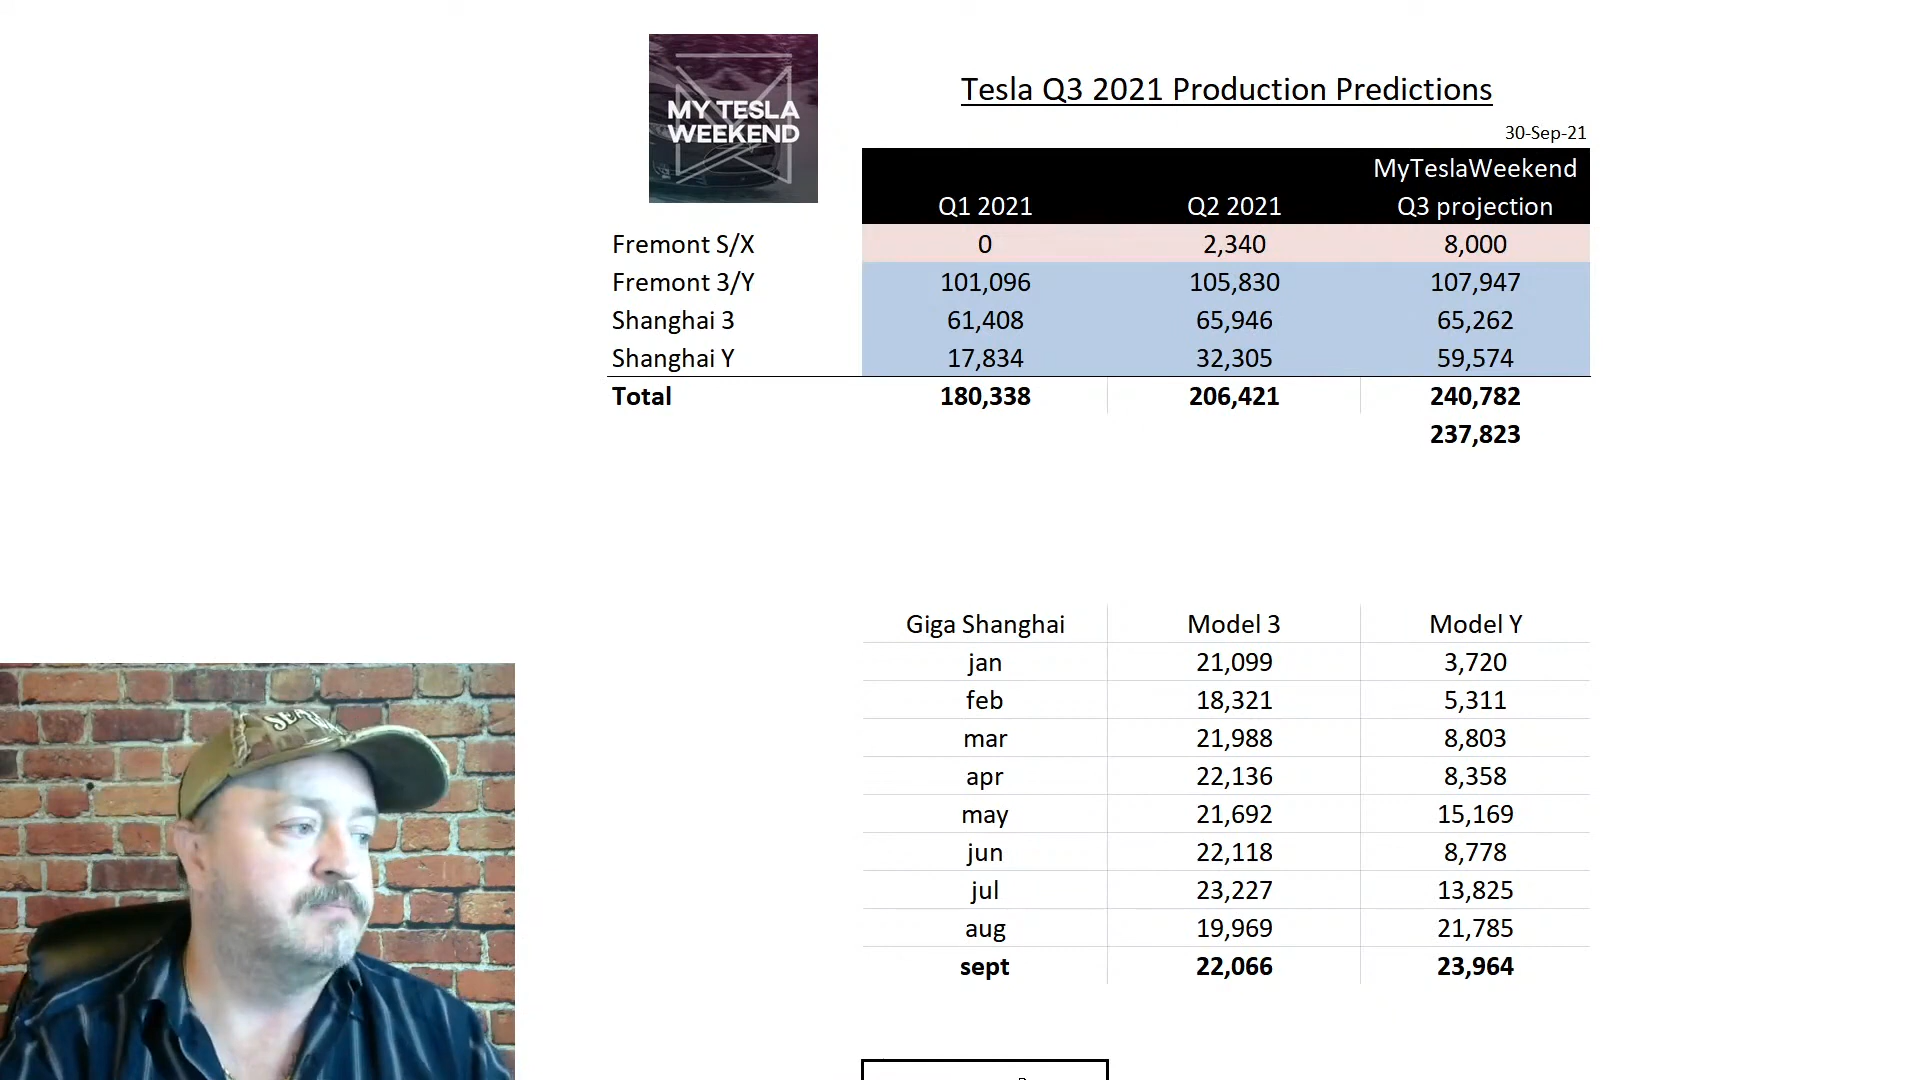 MY TESLA
WEEKEND
Tesla Q3 2021 Production Predictions
30-Sep-21
MyTeslaWeekend
Q1 2021 Q2 2021 Q3 projection
Fremont S/X 0 2,340 8,000
Fremont 3/Y 101,096 105,830 107,947
Shanghai 3 61,408 65,946 65,262
Shanghai Y 17,834 32,305 59,574
Total 180,338 206,421 240,782
237,823
Giga Shanghai Model 3 Model Y
jan 21,099 3,720
feb 18,321 5,311
mar 21,988 8,803
apr 22,136 8,358
may 21,692 15,169
jun 22,118 8,778
jul 23,227 13,825
aug 19,969 21,785
sept 22,066 23,964